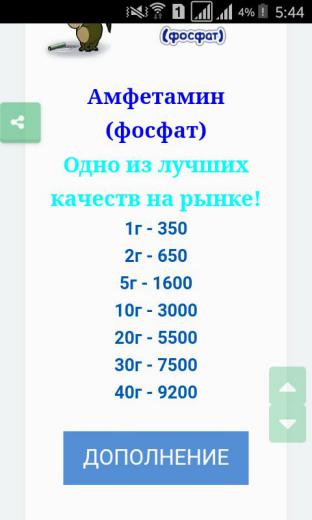 4% 5:44
(фосфат)
Амфетамин
(фосфат)
Одно из лучших
качеств на рынке!
1г - 350
2г - 650
5г - 1600
10г - 3000
20г - 5500
30г - 7500
40г - 9200
ДОПОЛНЕНИЕ